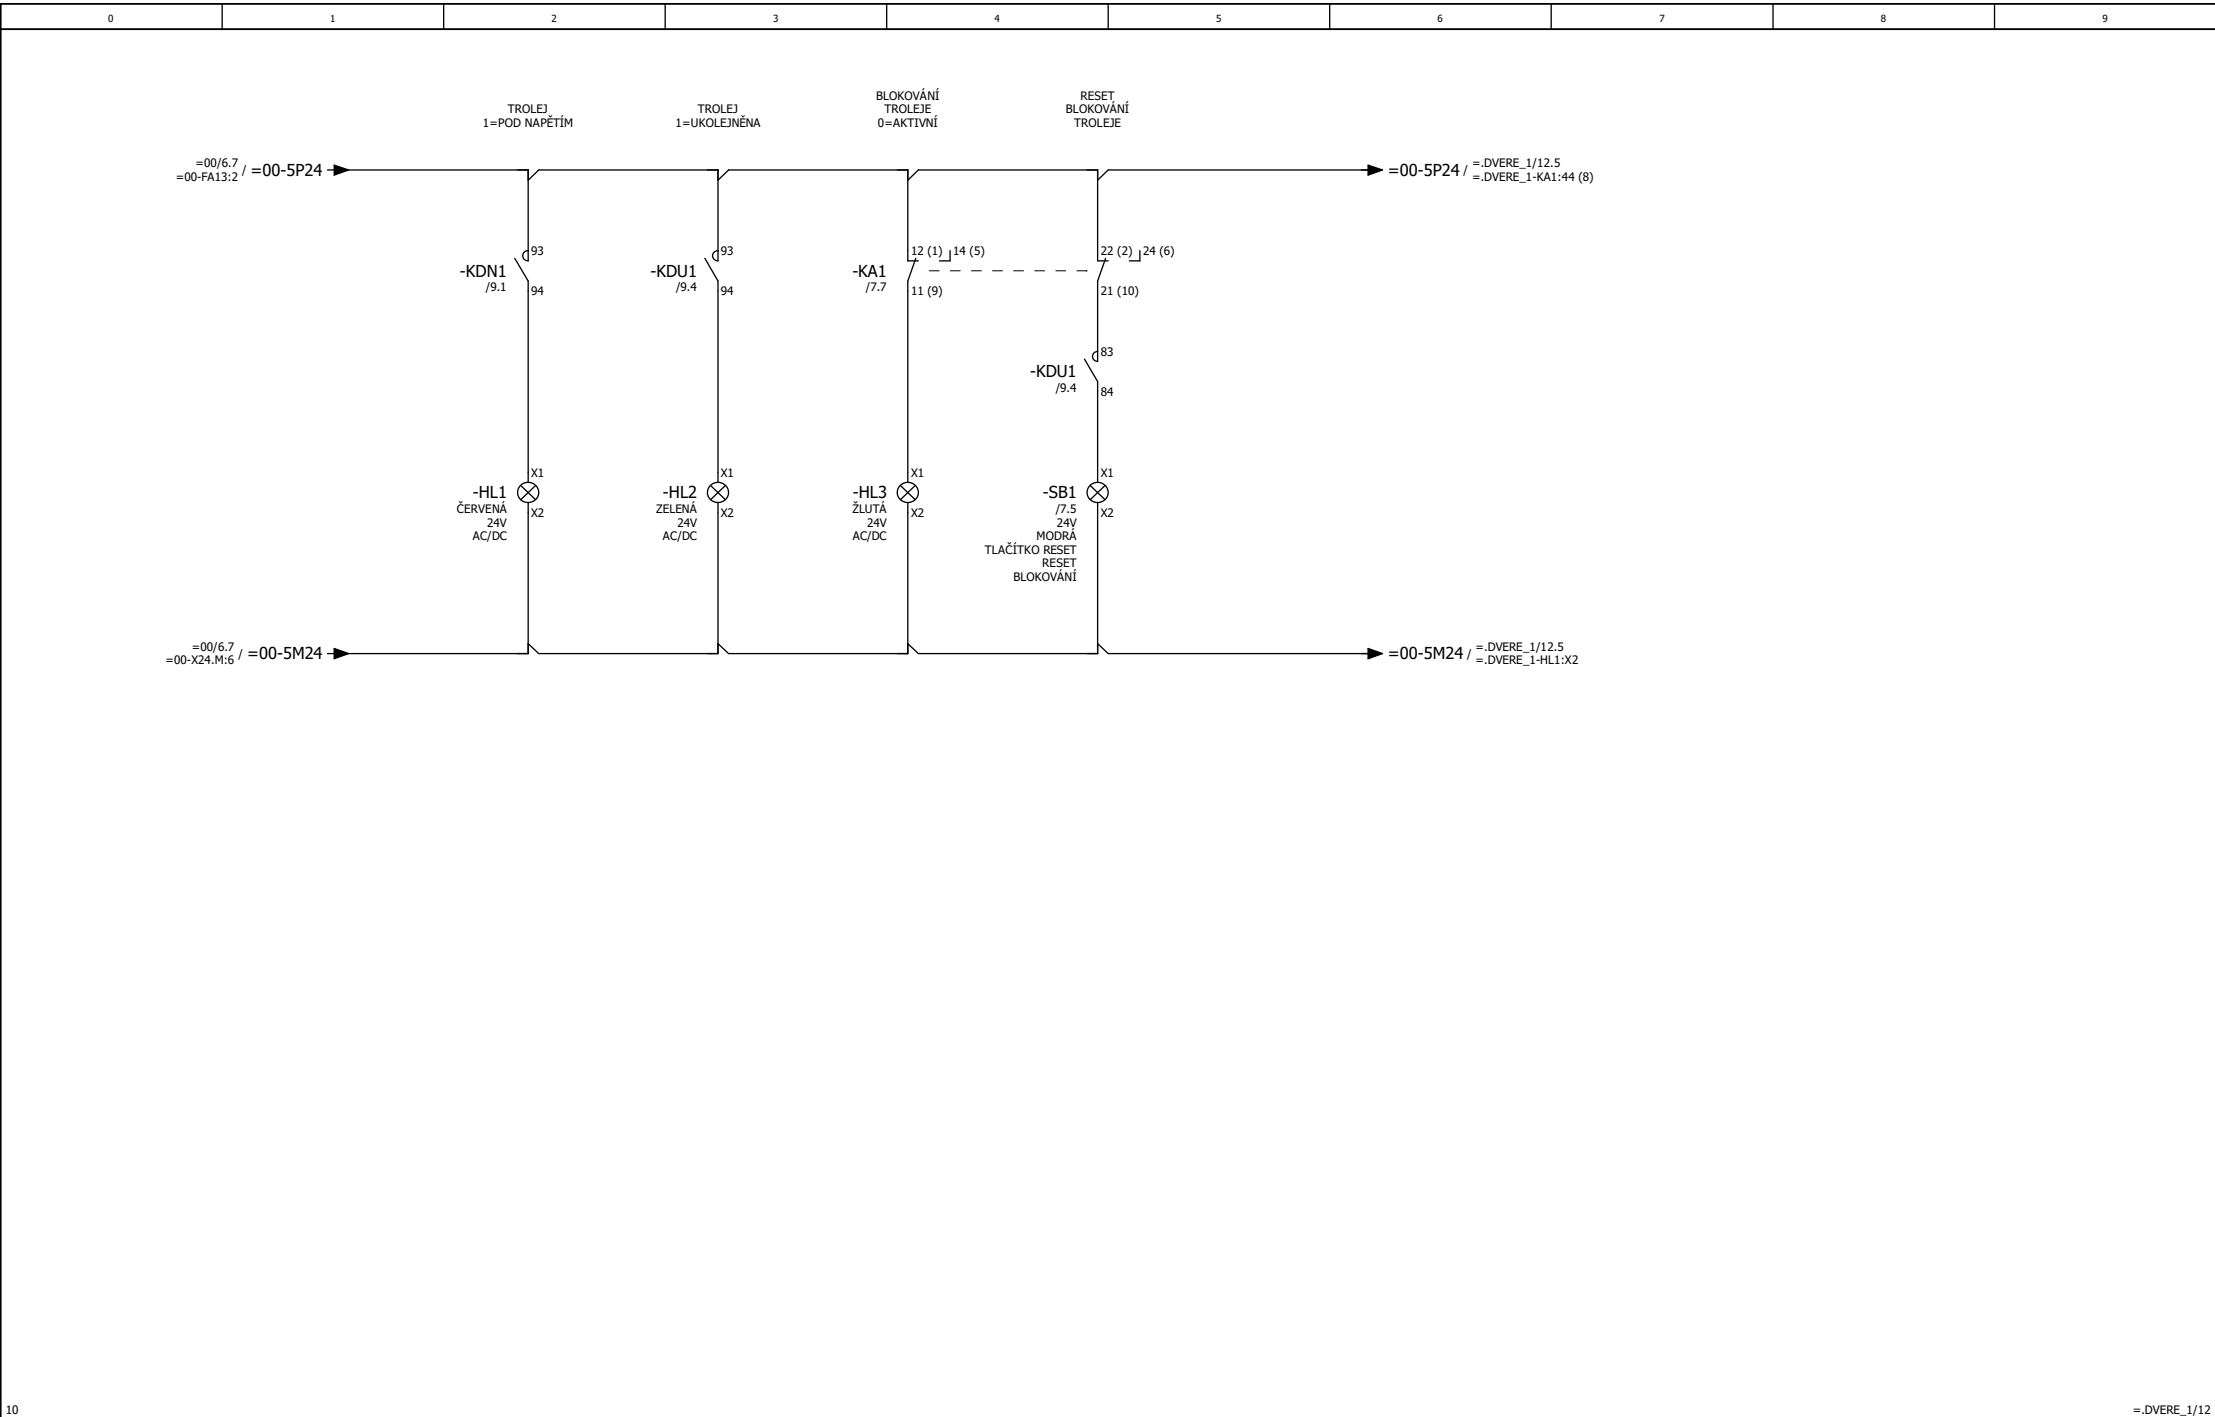 0 1 2 3 4 5 6 7 8 9
TROLEJ
1=POD NAPĚTÍM
TROLEJ
1=UKOLEJNĚNA
BLOKOVÁNÍ
TROLEJE
0=AKTIVNÍ
RESET
BLOKOVÁNÍ
TROLEJE
=00/6.7
=00-FA13:2 / =00-5P24
=00-5P24 / =.DVERE_1/12.5
=.DVERE_1-KA1:44 (8)
93
-KDN1
/9.1
94
93
-KDU1
/9.4
94
12 (1) 14 (5)
-KA1
/7.7
11 (9)
22 (2) 24 (6)
21 (10)
83
-KDU1
/9.4
84
X1
-HL1
ČERVENÁ
X2
24V
AC/DC
X1
-HL2
ZELENÁ
X2
24V
AC/DC
X1
-HL3
ŽLUTÁ
X2
24V
AC/DC
X1
-SB1
/7.5
X2
24V
MODRÁ
TLAČÍTKO RESET
RESET
BLOKOVÁNÍ
=00/6.7
=00-X24.M:6 / =00-5M24
=00-5M24 / =.DVERE_1/12.5
=.DVERE_1-HL1:X2
10
=.DVERE_1/12